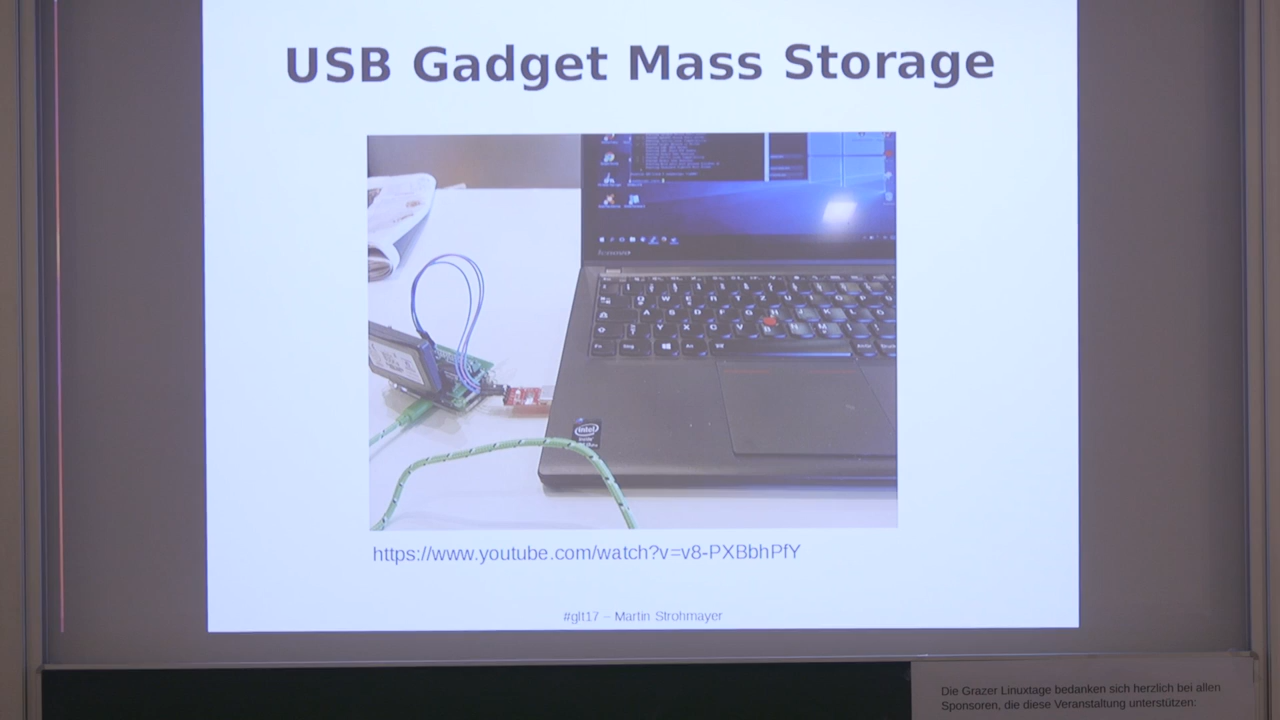 USB Gadget Mass Storage
intel
https://www.youtube.com/watch?v=v8-PXBbhPfY
#glt17 – Martin Strohmayer
Die Grazer Linuxtage bedanken sich herzlich bei allen
Sponsoren, die diese Veranstaltung unterstützen: